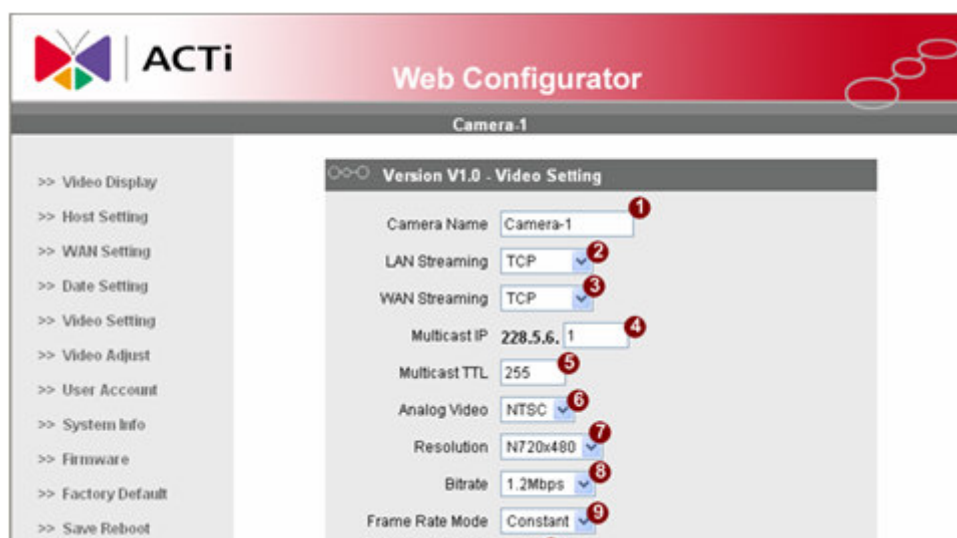 ACTi
Web Configurator
Camera-1
>> Video Display
>> Host Setting
>> WAN Setting
>> Date Setting
>> Video Setting
>> Video Adjust
>> User Account
>> System Info
>> Firmware
>> Factory Default
>> Save Reboot
Version V1.0 - Video Setting
Camera Name Camera-1 1
LAN Streaming TCP 2
WAN Streaming TCP 3
Multicast IP 228.5.6. 1 4
Multicast TTL 255 5
Analog Video NTSC 6
Resolution N720x480 7
Bitrate 1.2Mbps 8
Frame Rate Mode Constant 9